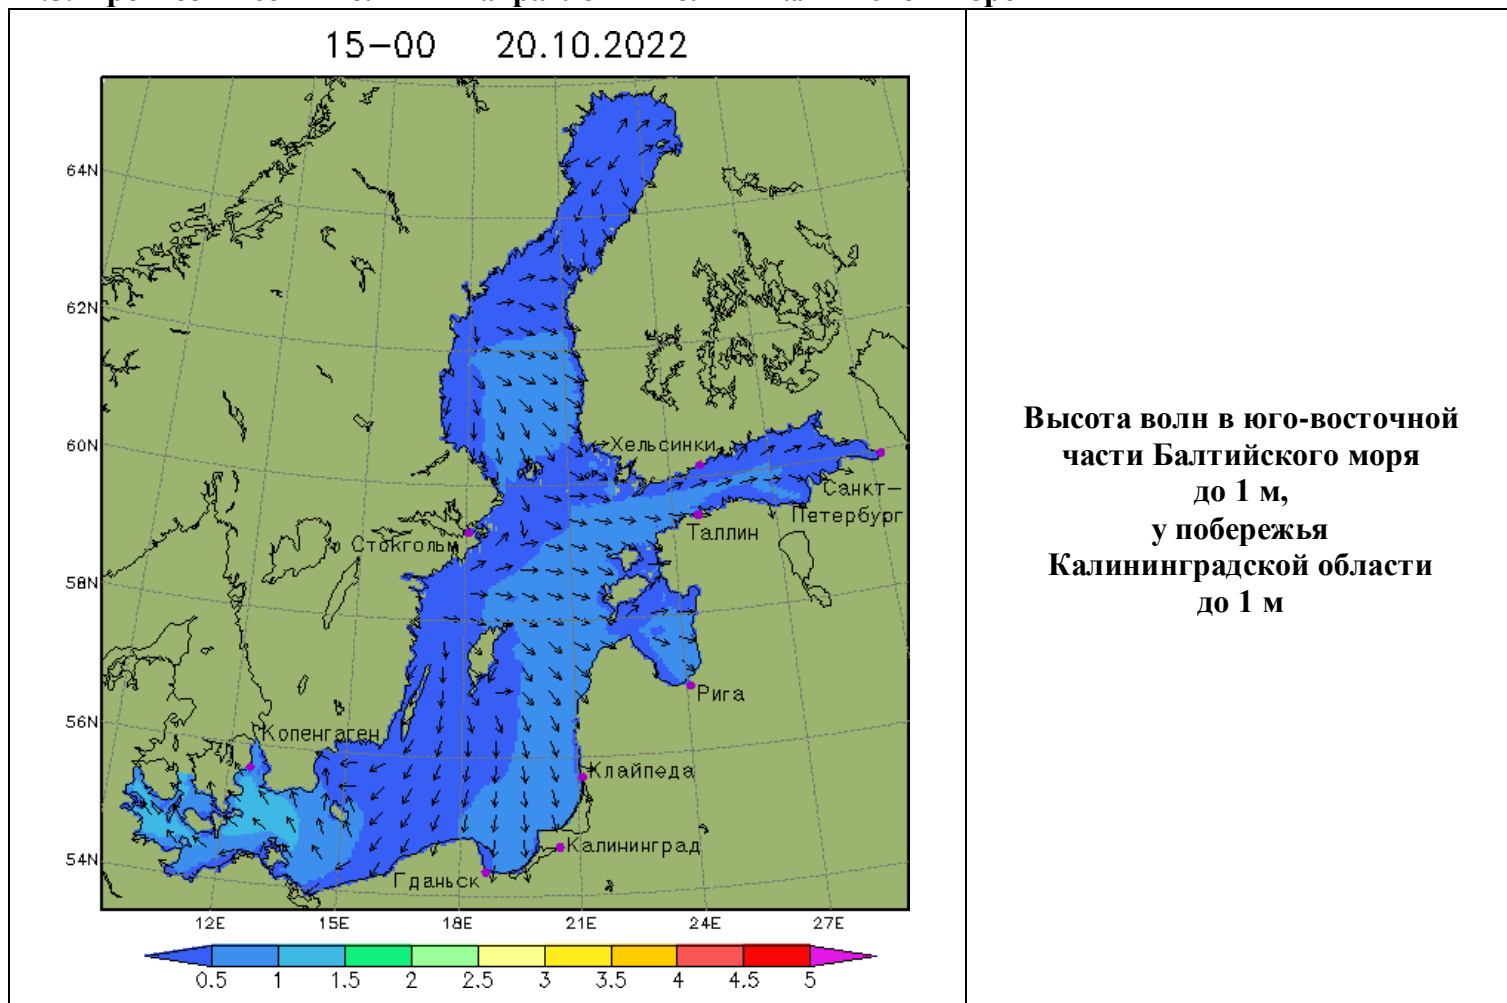 15-00 20.10.2022
64N
62N
60N
58N
56N
54N
Хельсинки
Санкт-
Петербург
Таллин
Стокгольм
Рига
Копенгаген
Клайпеда
Калининград
Гданьск
12E 15E 18E 21E 24E 27E
0.5 1 1.5 2 2.5 3 3.5 4 4.5 5
Высота волн в юго-восточной
части Балтийского моря
до 1 м,
у побережья
Калининградской области
до 1 м